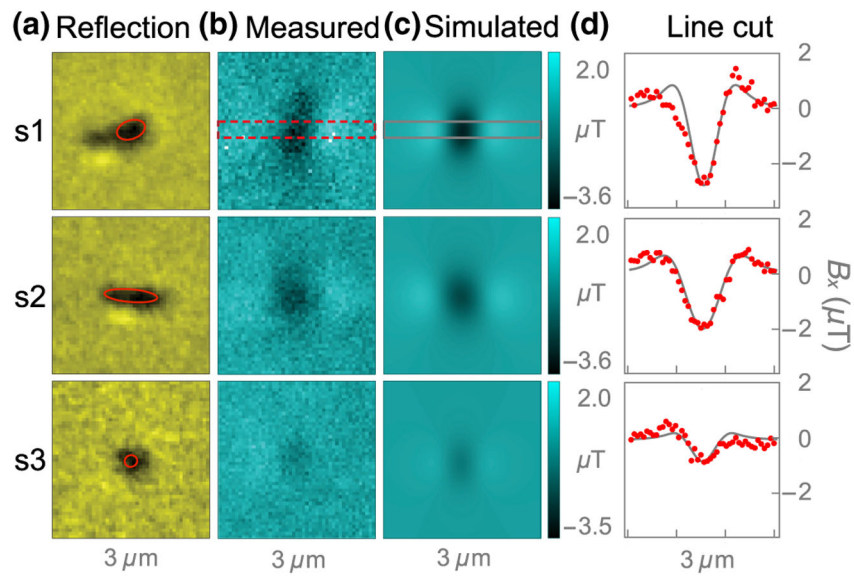 (a) Reflection (b) Measured (c) Simulated (d) Line cut
s1
2.0
μT
−3.6
2
0
−2
s2
2.0
μT
−3.6
2
0
−2
Bx (μT)
s3
2.0
μT
−3.5
2
0
−2
3 μm
3 μm
3 μm
3 μm